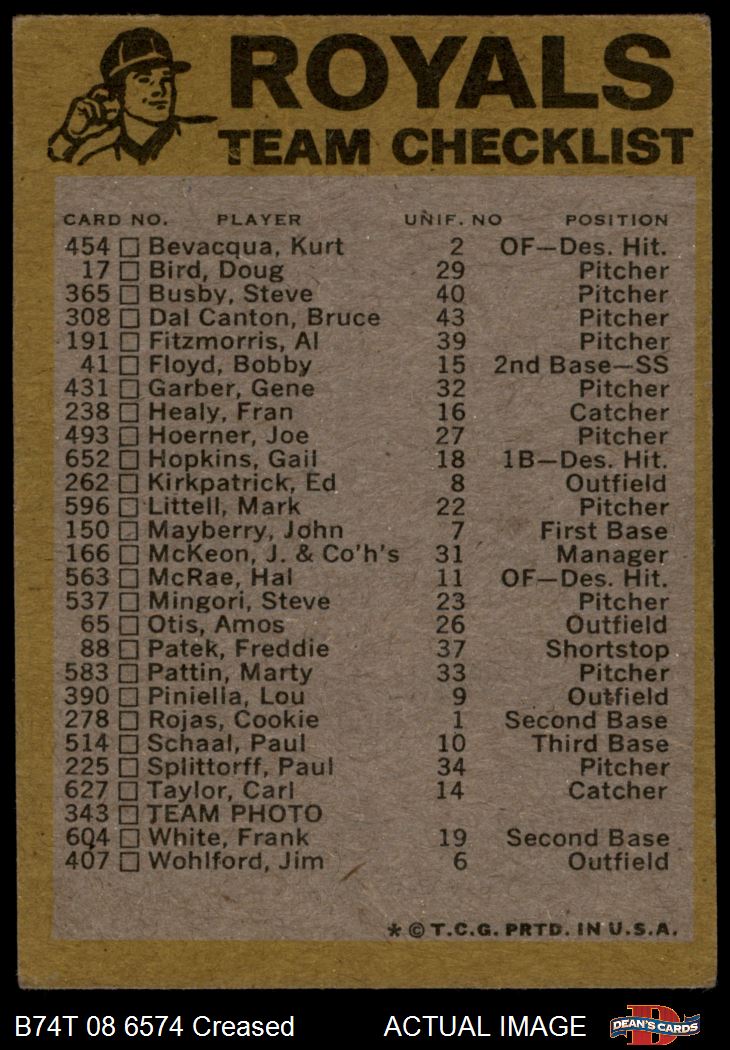 ROYALS
TEAM CHECKLIST
CARD NO. PLAYER UNIF. NO POSITION
454 Bevacqua, Kurt 2 OF—Des. Hit.
17 Bird, Doug 29 Pitcher
365 Busby, Steve 40 Pitcher
308 Dal Canton, Bruce 43 Pitcher
191 Fitzmorris, Al 39 Pitcher
41 Floyd, Bobby 15 2nd Base—SS
431 Garber, Gene 32 Pitcher
238 Healy, Fran 16 Catcher
493 Hoerner, Joe 27 Pitcher
652 Hopkins, Gail 18 1B—Des. Hit.
262 Kirkpatrick, Ed 8 Outfield
596 Littell, Mark 22 Pitcher
150 Mayberry, John 7 First Base
166 McKeon, J. & Co'h's 31 Manager
563 McRae, Hal 11 OF—Des. Hit.
537 Mingori, Steve 23 Pitcher
65 Otis, Amos 26 Outfield
88 Patek, Freddie 37 Shortstop
583 Pattin, Marty 33 Pitcher
390 Piniella, Lou 9 Outfield
278 Rojas, Cookie 1 Second Base
514 Schaal, Paul 10 Third Base
225 Splittorff, Paul 34 Pitcher
627 Taylor, Carl 14 Catcher
343 TEAM PHOTO
604 White, Frank 19 Second Base
407 Wohlford, Jim 6 Outfield
* © T.C.G. PRTD. IN U.S.A.
B74T 08 6574 Creased ACTUAL IMAGE DEAN'S CARDS